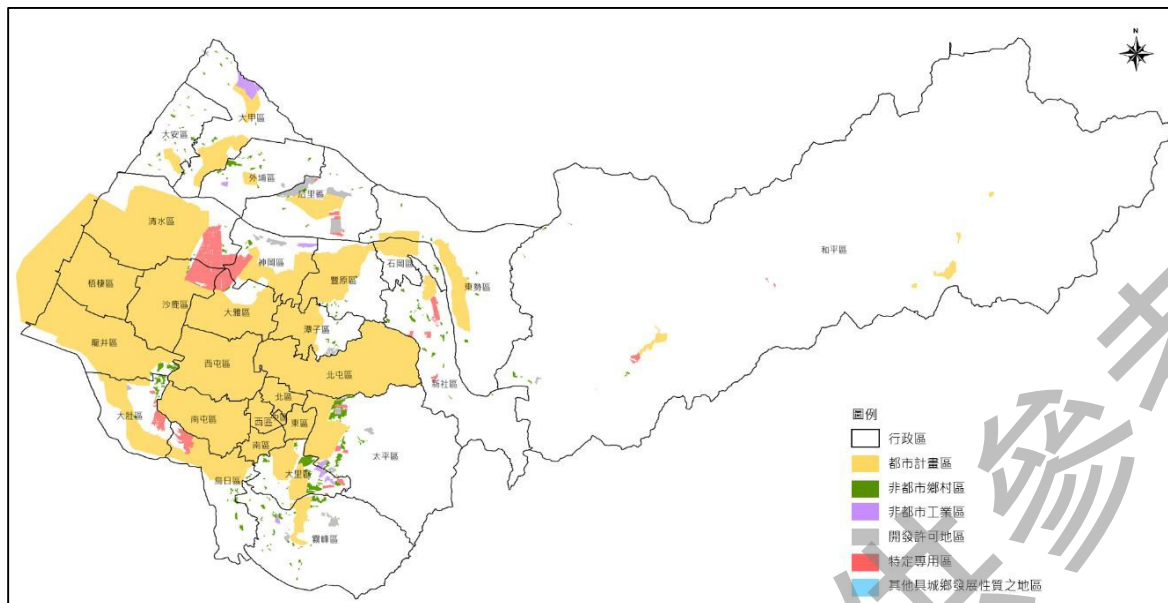 N
大甲區
大安區
外埔區
后里區
清水區
神岡區
石岡區
豐原區
東勢區
和平區
梧棲區
沙鹿區
大雅區
潭子區
龍井區
西屯區
北屯區
新社區
北區
大肚區
南屯區
西區
中區
東區
南區
太平區
大里區
烏日區
霧峰區
圖例
行政區
都市計畫區
非都市鄉村區
非都市工業區
開發許可地區
特定專用區
其他具城鄉發展性質之地區
參